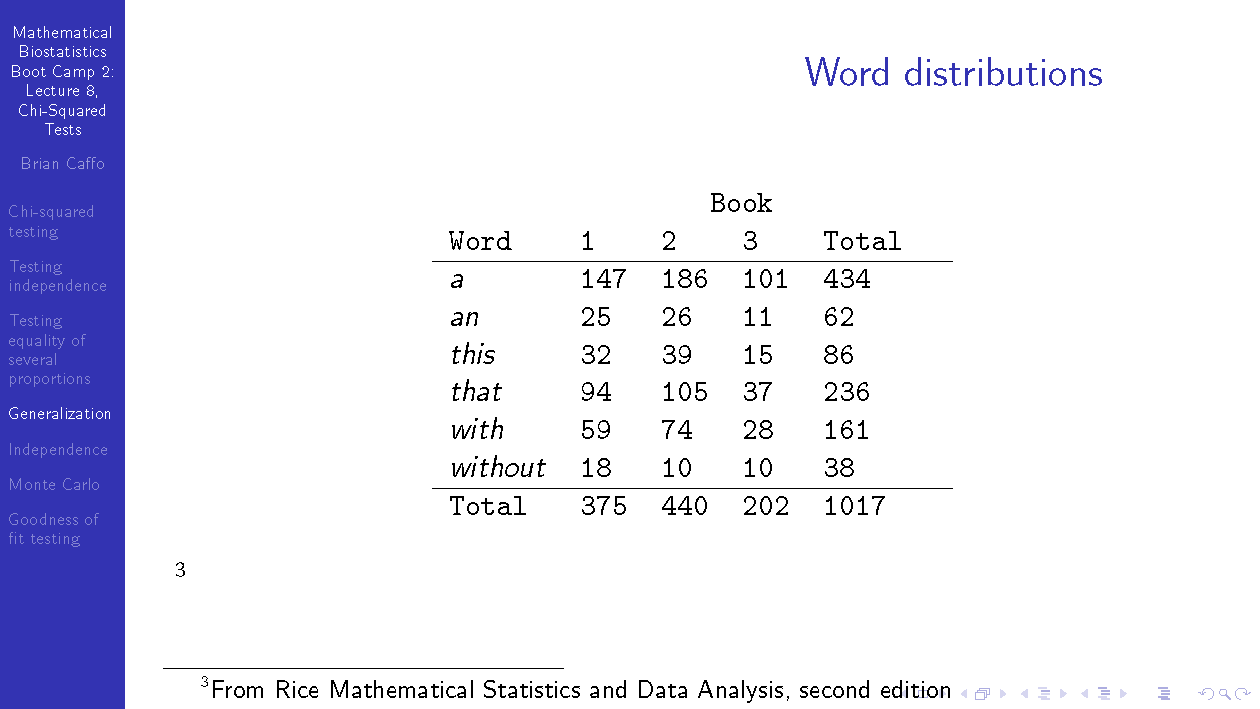 Mathematical
Biostatistics
Boot Camp 2:
Lecture 8,
Chi-Squared
Tests
Brian Caffo
Chi-squared
testing
Testing
independence
Testing
equality of
several
proportions
Generalization
Independence
Monte Carlo
Goodness of
fit testing
Word distributions
Book
Word 1 2 3 Total
a 147 186 101 434
an 25 26 11 62
this 32 39 15 86
that 94 105 37 236
with 59 74 28 161
without 18 10 10 38
Total 375 440 202 1017
3
3From Rice Mathematical Statistics and Data Analysis, second edition